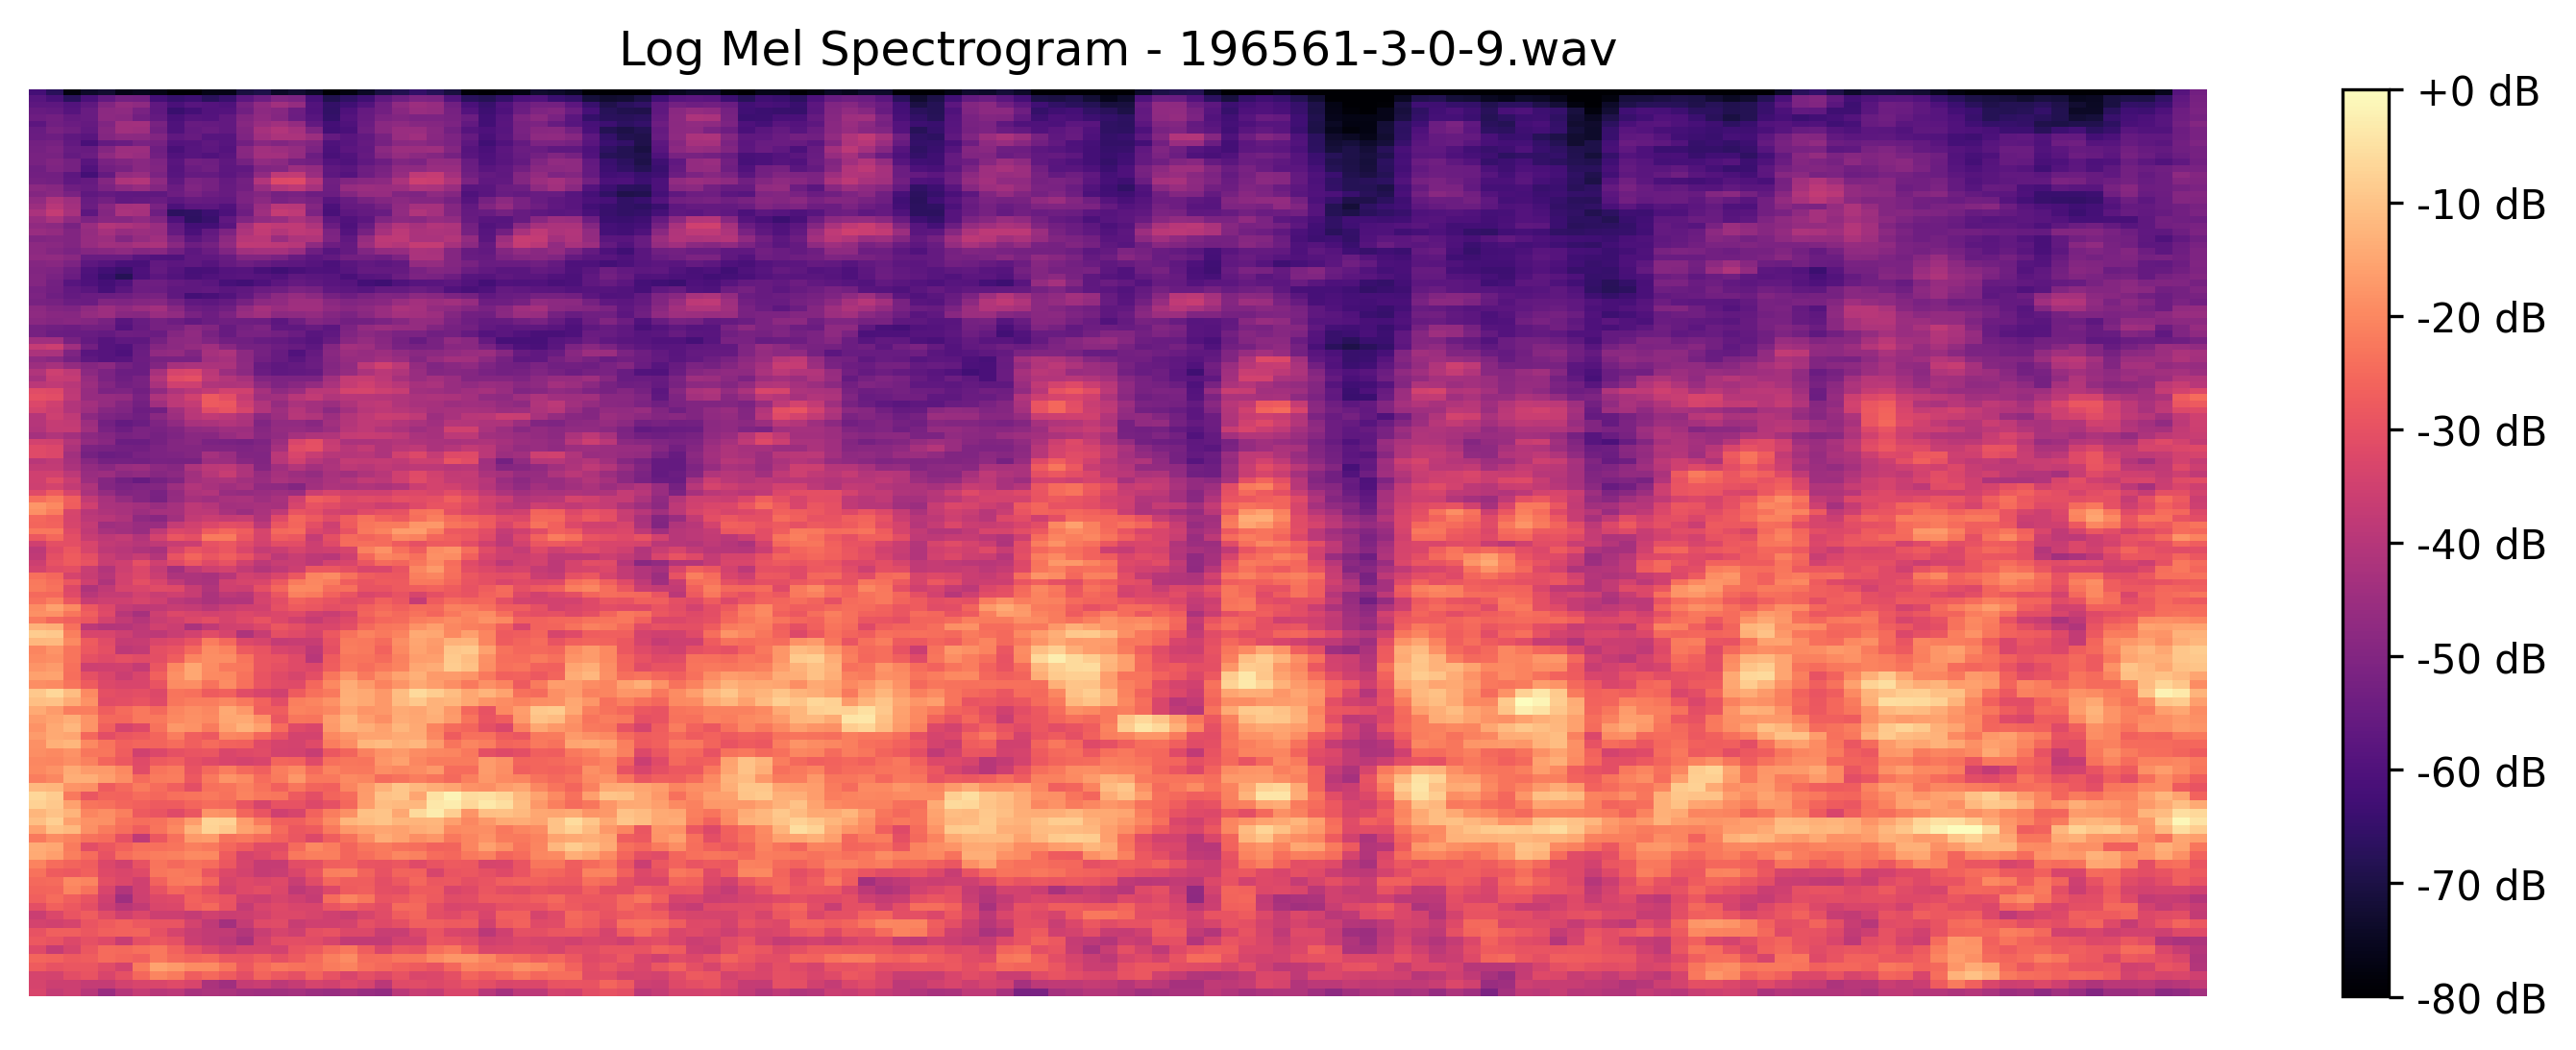 Log Mel Spectrogram - 196561-3-0-9.wav
+0 dB
-10 dB
-20 dB
-30 dB
-40 dB
-50 dB
-60 dB
-70 dB
-80 dB